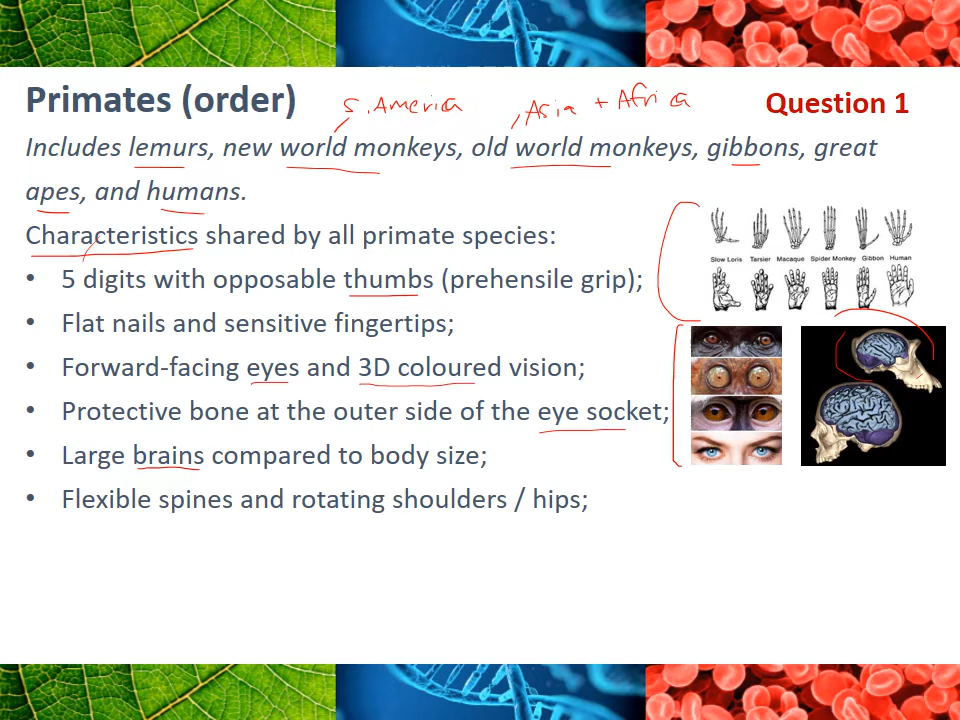 Primates (order)
S. America
, Asia + Africa
Question 1
Includes lemurs, new world monkeys, old world monkeys, gibbons, great
apes, and humans.
Characteristics shared by all primate species:
• 5 digits with opposable thumbs (prehensile grip);
• Flat nails and sensitive fingertips;
• Forward-facing eyes and 3D coloured vision;
• Protective bone at the outer side of the eye socket;
• Large brains compared to body size;
• Flexible spines and rotating shoulders / hips;
Slow Loris Tarsier Macaque Spider Monkey Gibbon Human